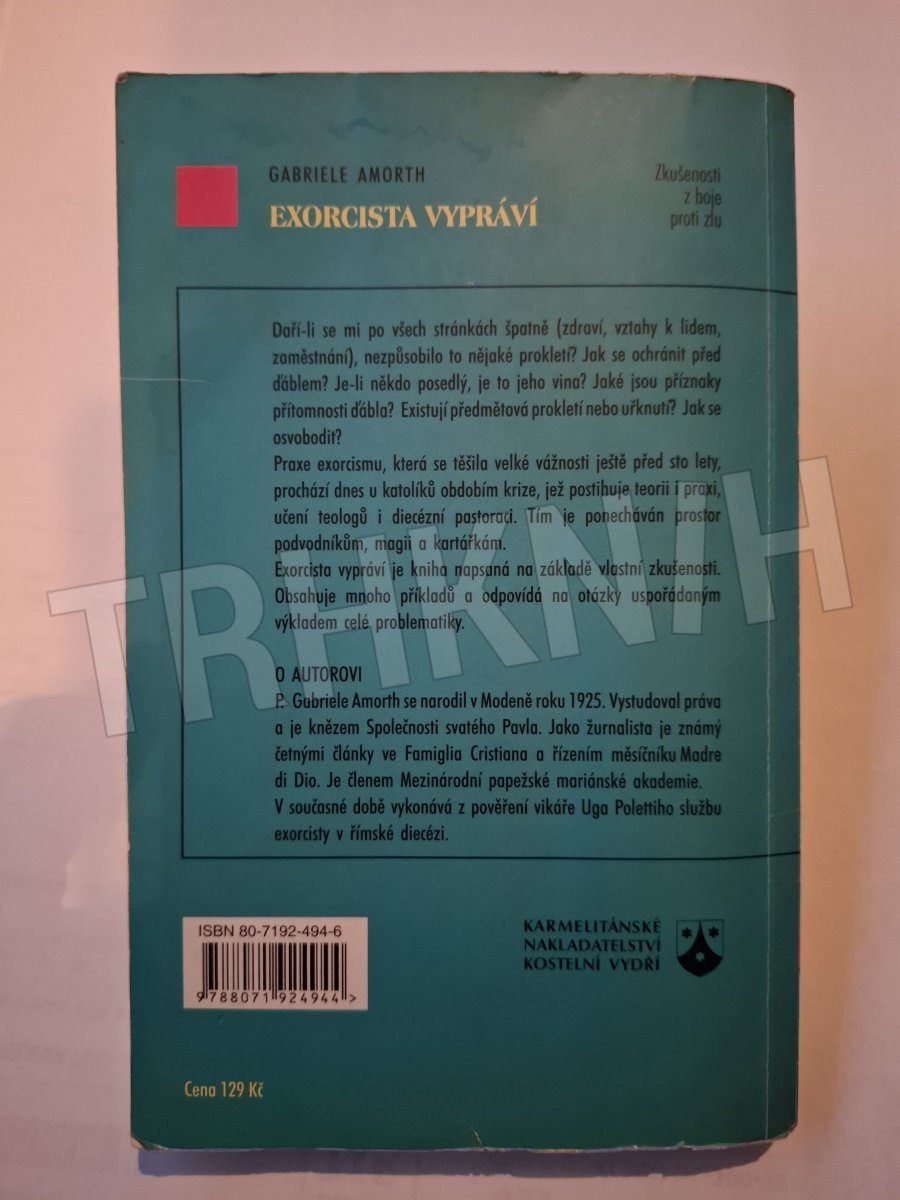 GABRIELE AMORTH
EXORCISTA VYPRÁVÍ
Zkušenosti
z boje
proti zlu
Daří-li se mi po všech stránkách špatně (zdraví, vztahy k lidem,
zaměstnání), nezpůsobilo to nějaké prokletí? Jak se ochránit před
ďáblem? Je-li někdo posedlý, je to jeho vina? Jaké jsou příznaky
přítomnosti ďábla? Existují předmětová prokletí nebo uřknutí? Jak se
osvobodit?
Praxe exorcismu, která se těšila velké vážnosti ještě před sto lety,
prochází dnes u katolíků obdobím krize, jež postihuje teorii i praxi,
učení teologů i diecézní pastoraci. Tím je ponecháván prostor
podvodníkům, magii a kartářkám.
Exorcista vypráví je kniha napsaná na základě vlastní zkušenosti.
Obsahuje mnoho příkladů a odpovídá na otázky uspořádaným
výkladem celé problematiky.
O AUTOROVI
P. Gabriele Amorth se narodil v Modeně roku 1925. Vystudoval práva
a je knězem Společnosti svatého Pavla. Jako žurnalista je známý
četnými články ve Famiglia Cristiana a řízením měsíčníku Madre
di Dio. Je členem Mezinárodní papežské mariánské akademie.
V současné době vykonává z pověření vikáře Uga Polettiho službu
exorcisty v římské diecézi.
TRHKNIH
ISBN 80-7192-494-6
9788071924944>
KARMELITÁNSKÉ
NAKLADATELSTVÍ
KOSTELNÍ VYDŘÍ
Cena 129 Kč